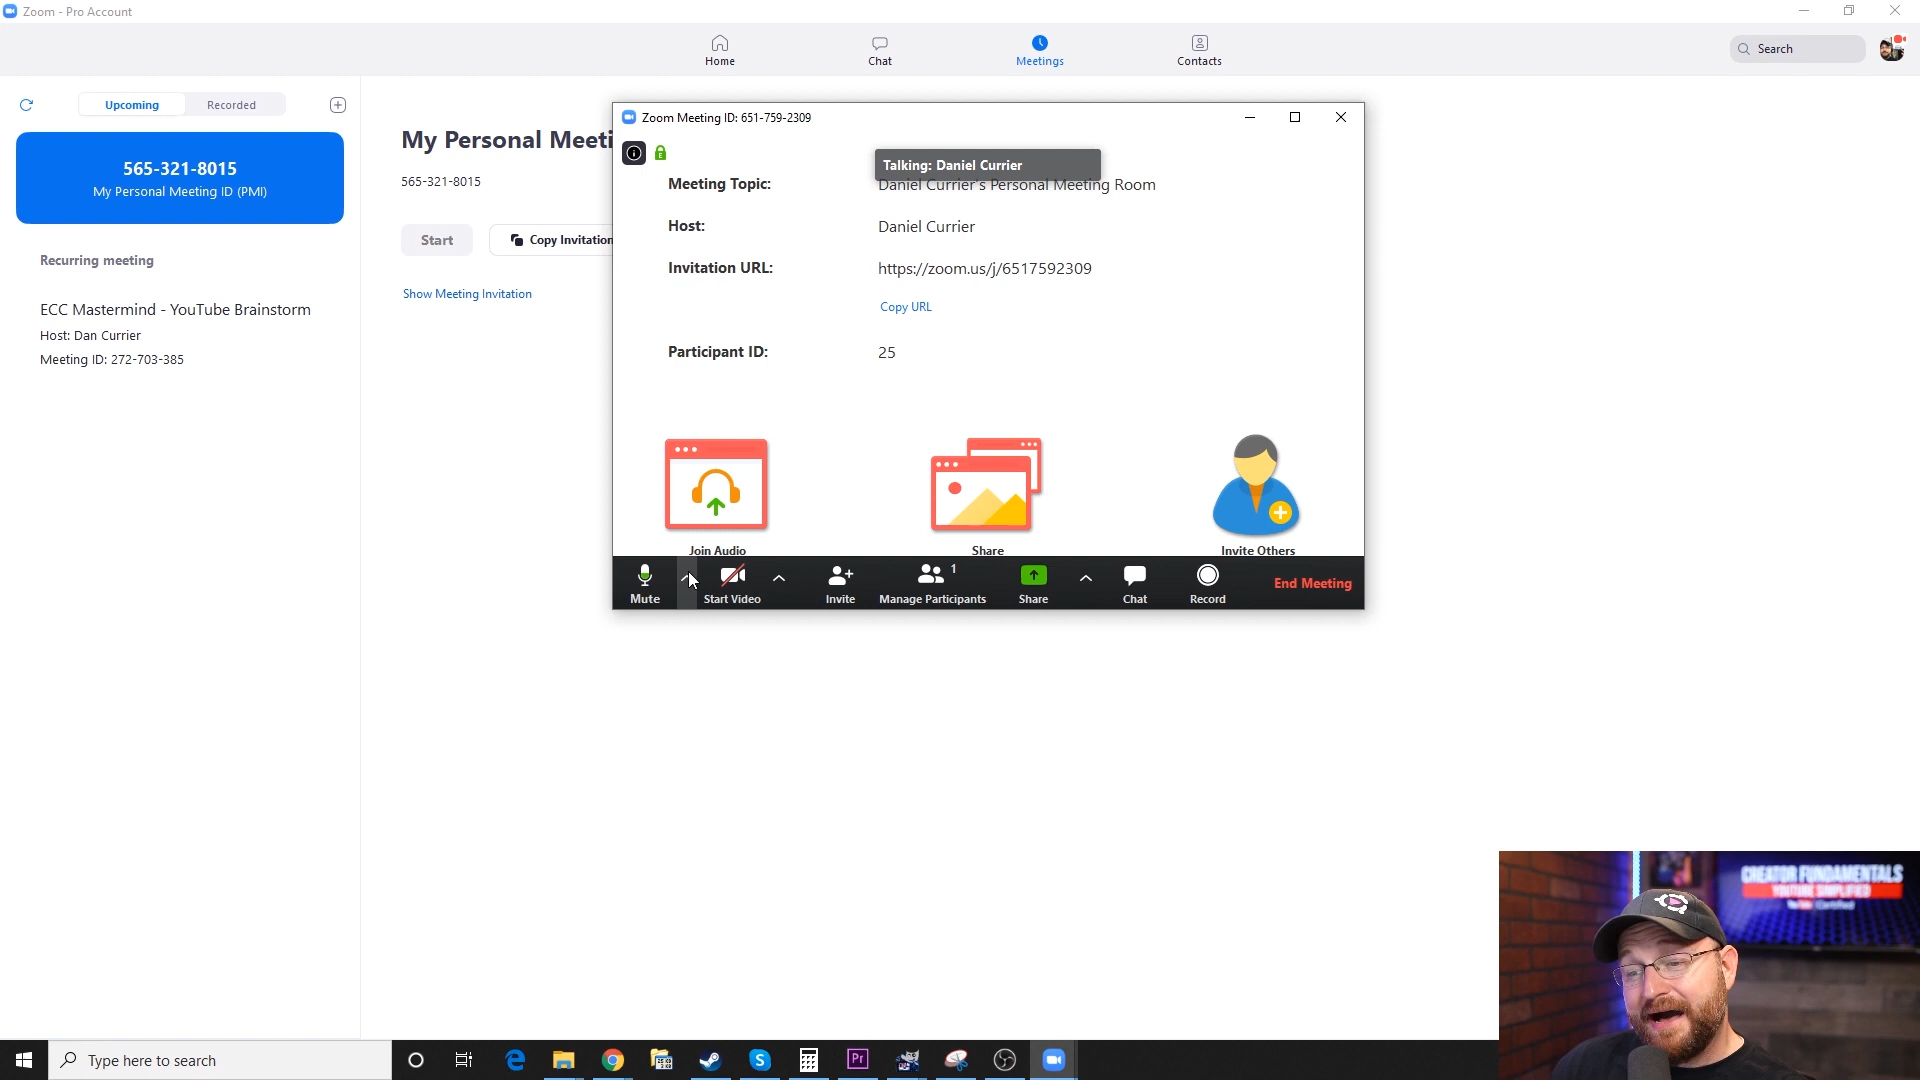 Zoom - Pro Account
Home
Chat
Meetings
Contacts
Search
Upcoming
Recorded
565-321-8015
My Personal Meeting ID (PMI)
Recurring meeting
ECC Mastermind - YouTube Brainstorm
Host: Dan Currier
Meeting ID: 272-703-385
My Personal Meeti
565-321-8015
Start
Copy Invitation
Show Meeting Invitation
Zoom Meeting ID: 651-759-2309
Talking: Daniel Currier
Meeting Topic:
Daniel Currier's Personal Meeting Room
Host:
Daniel Currier
Invitation URL:
https://zoom.us/j/6517592309
Copy URL
Participant ID:
25
Join Audio
Share
Invite Others
Mute
Start Video
Invite
1
Manage Participants
Share
Chat
Record
End Meeting
CREATOR FUNDAMENTALS
YOUTUBE SIMPLIFIED
Type here to search
Pr